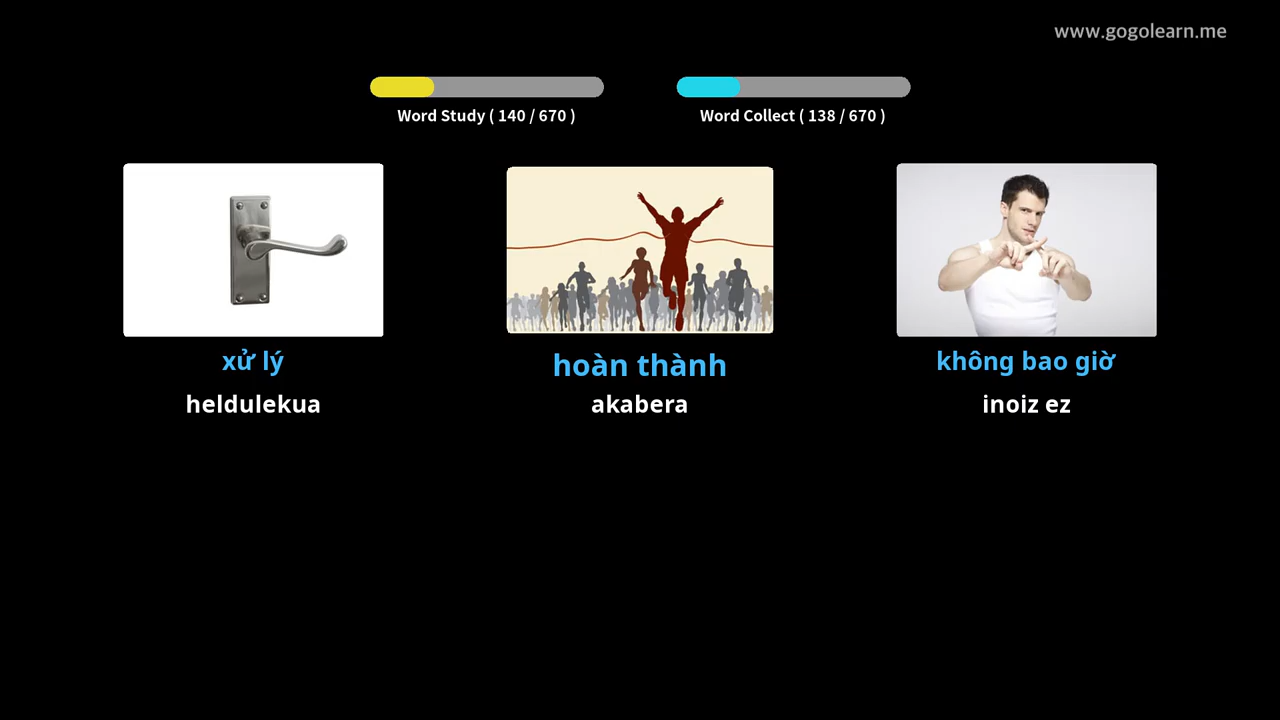 www.gogolearn.me
Word Study ( 140 / 670 )
Word Collect ( 138 / 670 )
xử lý
heldulekua
hoàn thành
akabera
không bao giờ
inoiz ez